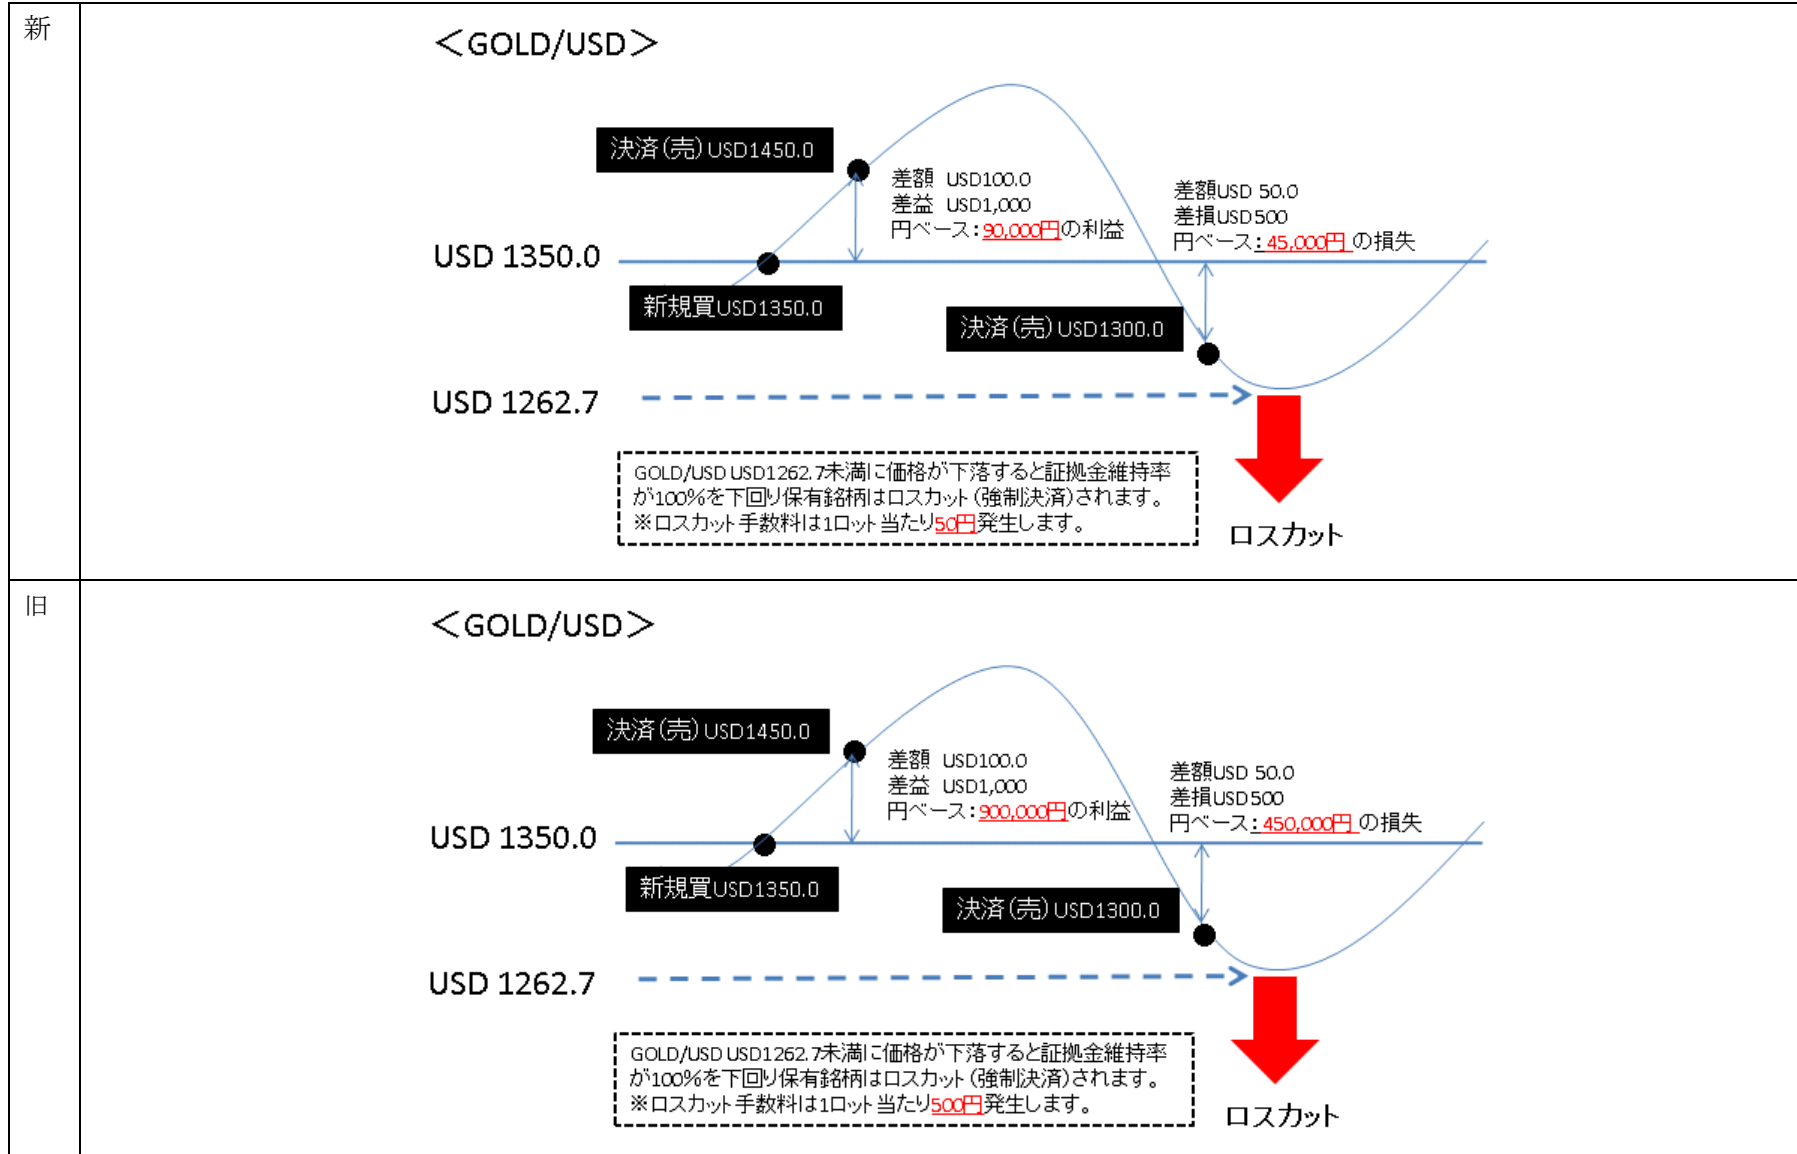 新
＜GOLD/USD＞
決済(売)USD1450.0
差額 USD100.0
差益 USD1,000
円ベース：90,000円の利益
差額USD 50.0
差損USD500
円ベース：45,000円 の損失
USD 1350.0
新規買USD1350.0
決済(売)USD1300.0
USD 1262.7
GOLD/USD USD1262.7未満に価格が下落すると証拠金維持率
が100%を下回り保有銘柄はロスカット(強制決済)されます。
※ロスカット手数料は1ロット当たり50円発生します。
ロスカット
旧
＜GOLD/USD＞
決済(売)USD1450.0
差額 USD100.0
差益 USD1,000
円ベース：900,000円の利益
差額USD 50.0
差損USD500
円ベース：450,000円 の損失
USD 1350.0
新規買USD1350.0
決済(売)USD1300.0
USD 1262.7
GOLD/USD USD1262.7未満に価格が下落すると証拠金維持率
が100%を下回り保有銘柄はロスカット(強制決済)されます。
※ロスカット手数料は1ロット当たり500円発生します。
ロスカット